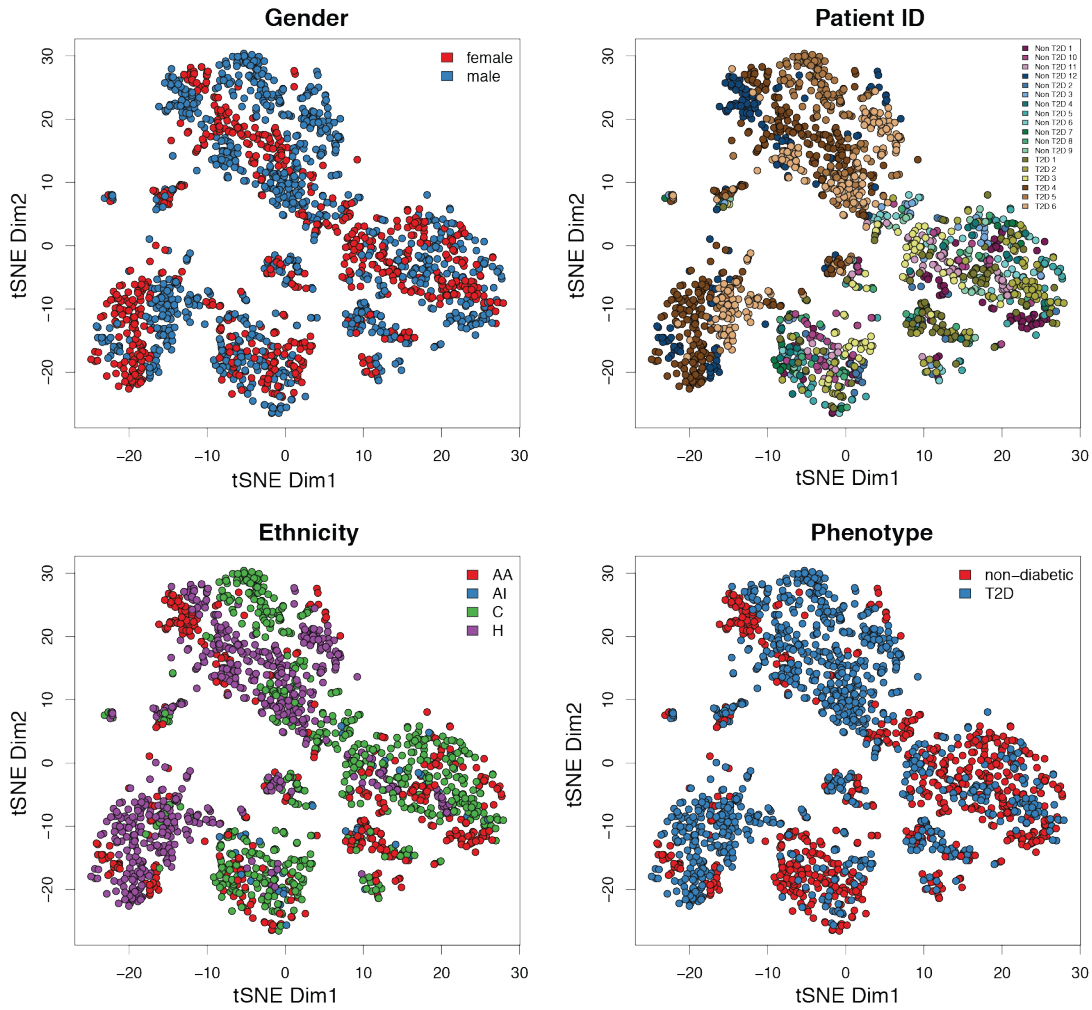 Gender
female
male
30
20
10
0
−10
−20
tSNE Dim2
−20 −10 0 10 20 30
tSNE Dim1
Patient ID
Non T2D 1
Non T2D 10
Non T2D 11
Non T2D 12
Non T2D 2
Non T2D 3
Non T2D 4
Non T2D 5
Non T2D 6
Non T2D 7
Non T2D 8
Non T2D 9
T2D 1
T2D 2
T2D 3
T2D 4
T2D 5
T2D 6
30
20
10
0
−10
−20
tSNE Dim2
−20 −10 0 10 20 30
tSNE Dim1
Ethnicity
AA
AI
C
H
30
20
10
0
−10
−20
tSNE Dim2
−20 −10 0 10 20 30
tSNE Dim1
Phenotype
non−diabetic
T2D
30
20
10
0
−10
−20
tSNE Dim2
−20 −10 0 10 20 30
tSNE Dim1